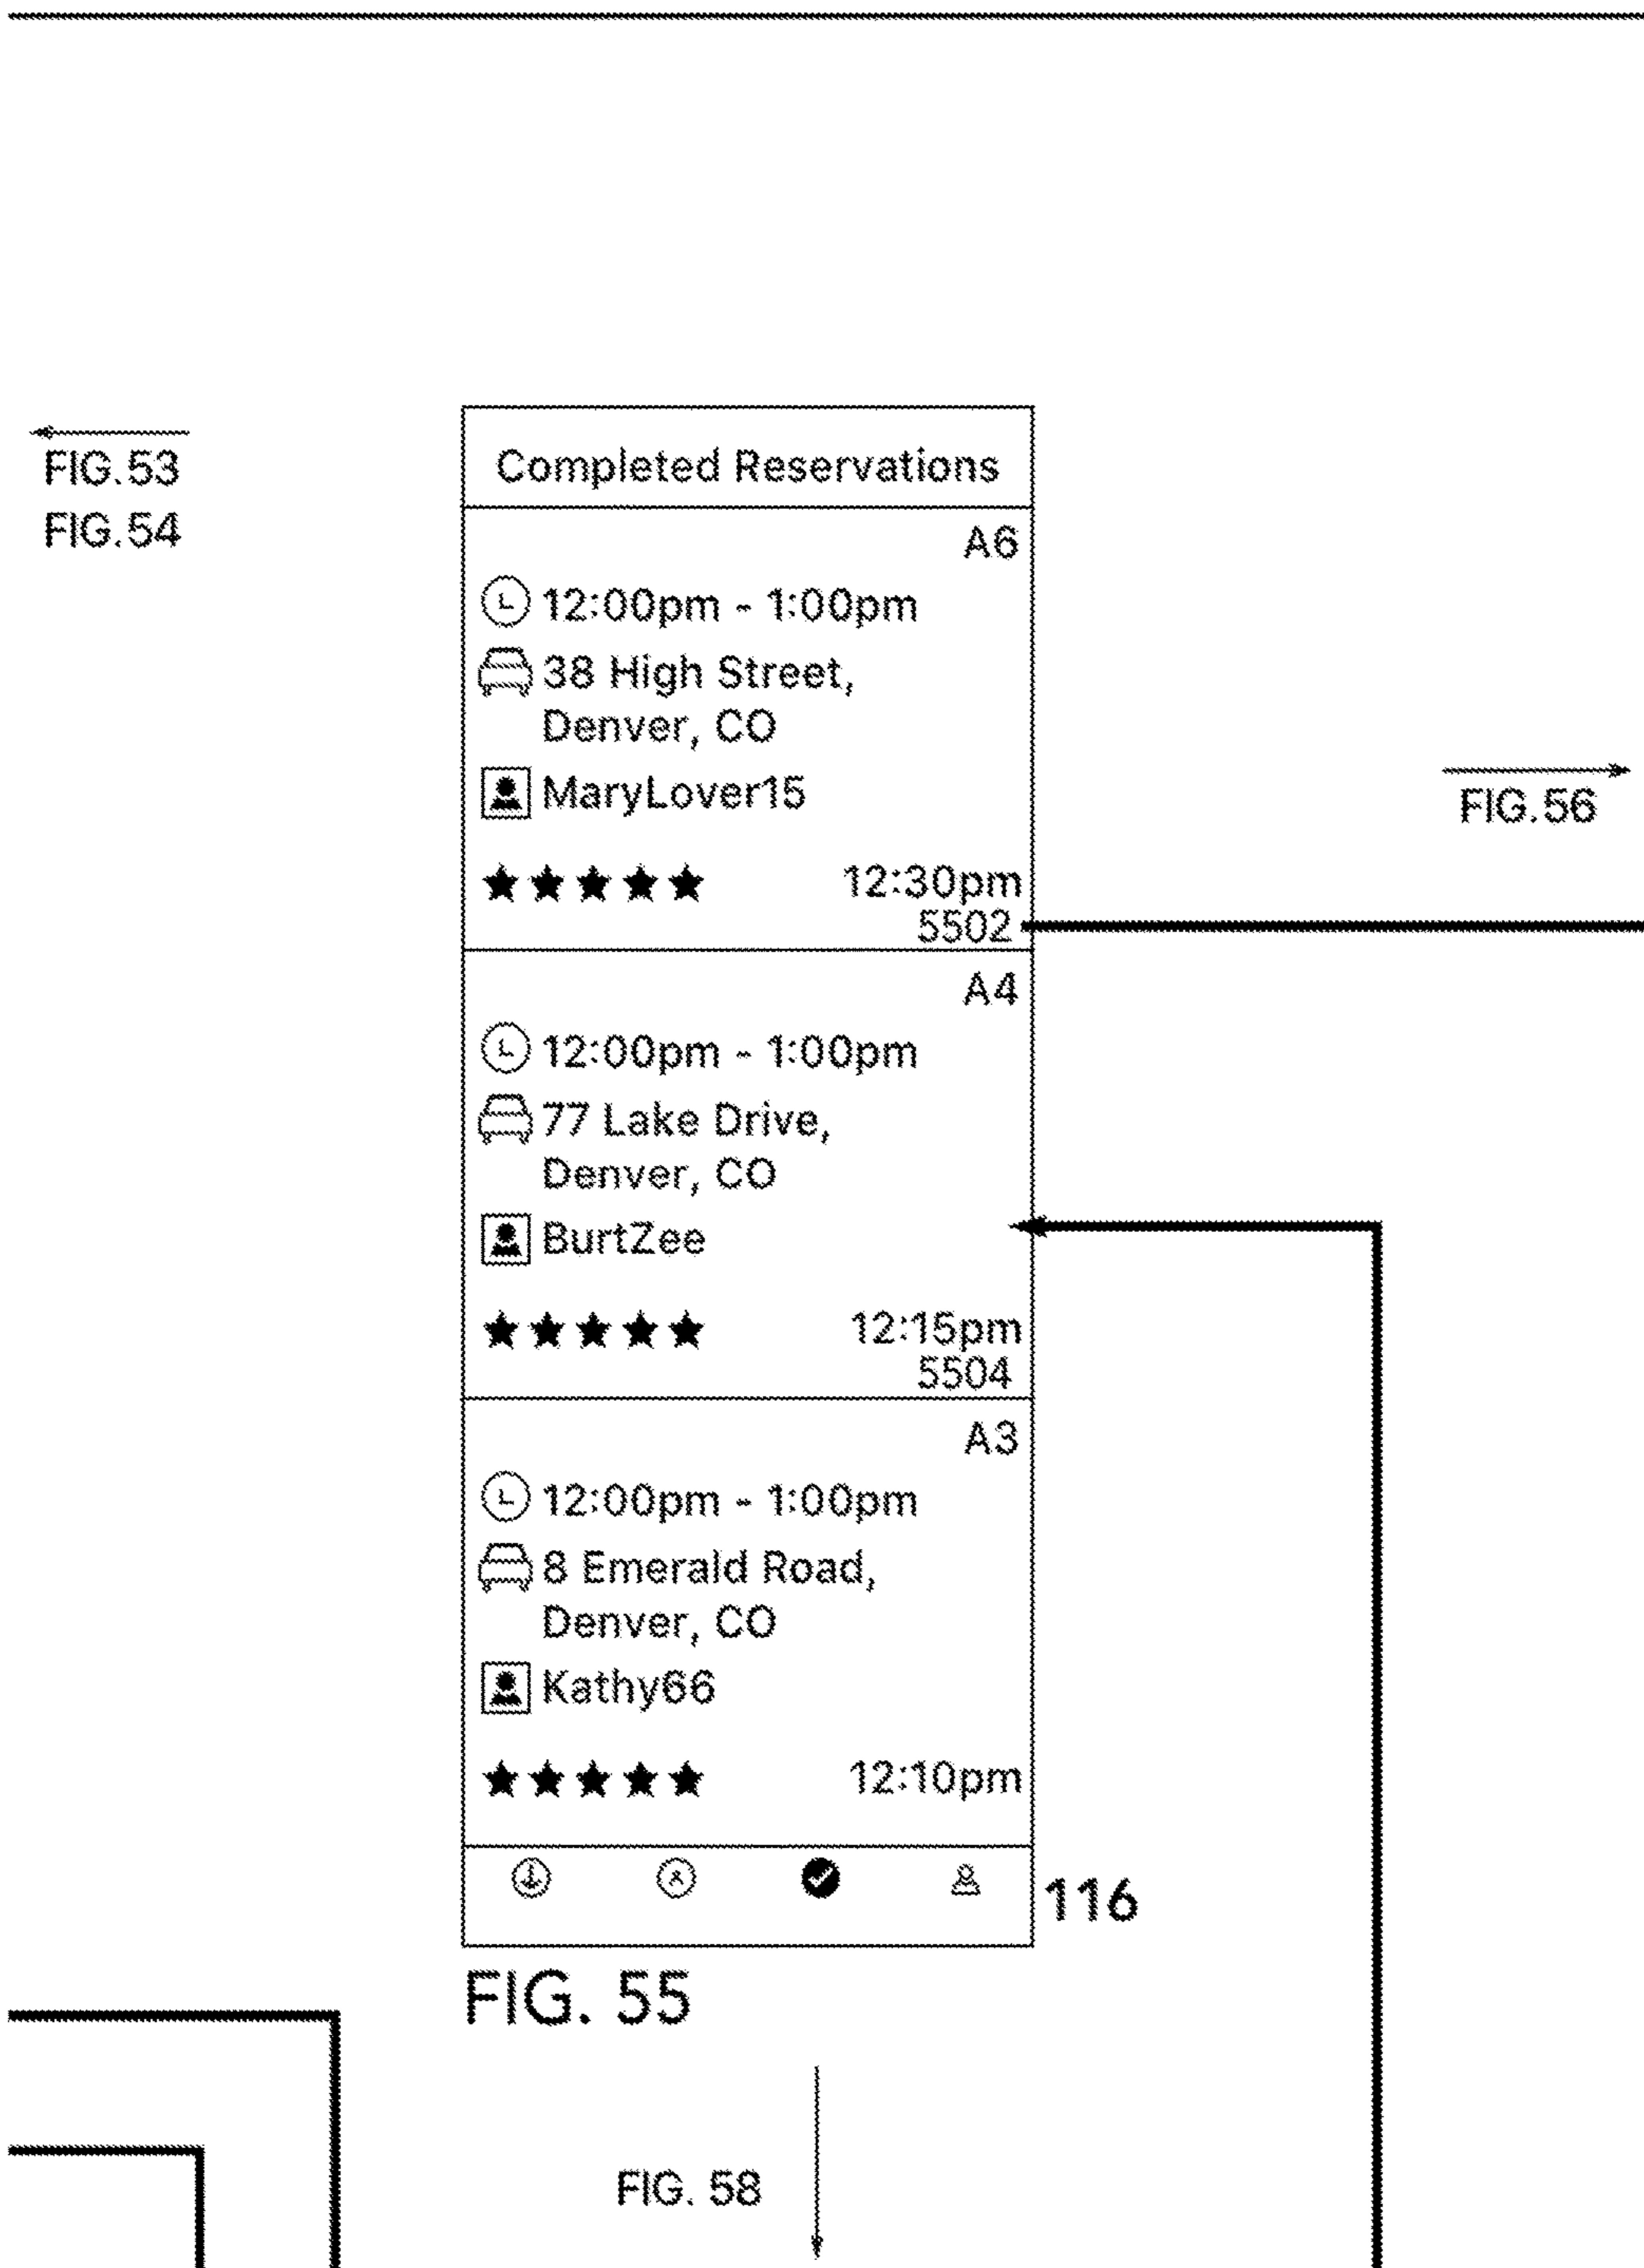 FIG.53
FIG.54
Completed Reservations
A6
12:00pm - 1:00pm
38 High Street,
Denver, CO
MaryLover15
12:30pm
5502
FIG.56
A4
12:00pm - 1:00pm
77 Lake Drive,
Denver, CO
BurtZee
12:15pm
5504
A3
12:00pm - 1:00pm
8 Emerald Road,
Denver, CO
Kathy66
12:10pm
116
FIG. 55
FIG. 58